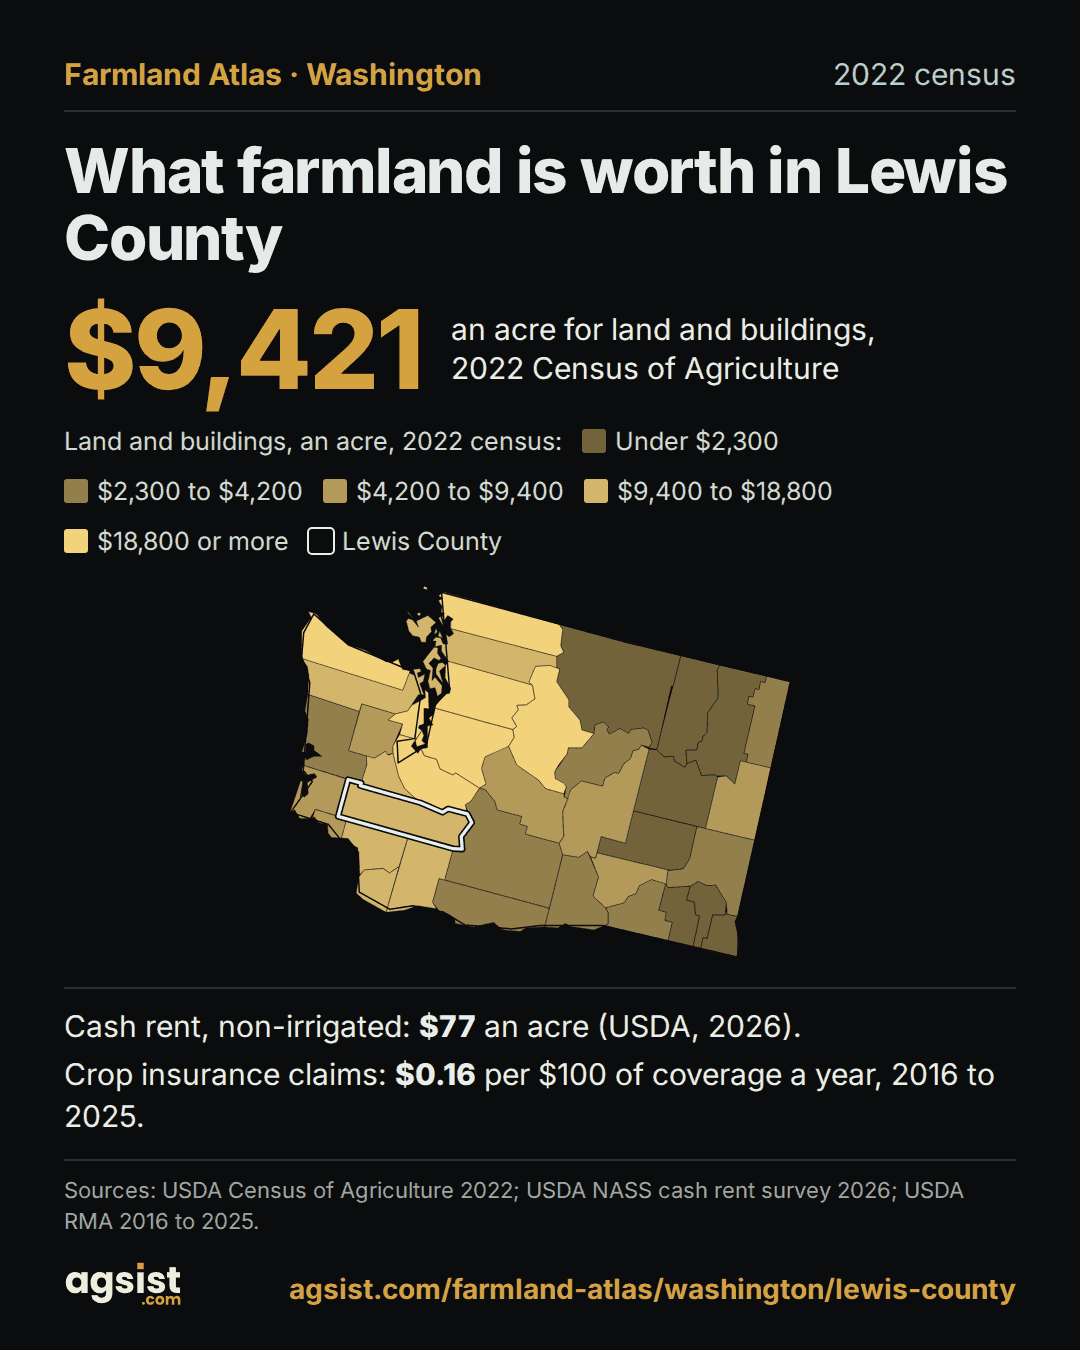 Farmland Atlas · Washington
2022 census
What farmland is worth in Lewis
County
$9,421
an acre for land and buildings,
2022 Census of Agriculture
Land and buildings, an acre, 2022 census: Under $2,300
$2,300 to $4,200 $4,200 to $9,400 $9,400 to $18,800
$18,800 or more Lewis County
Cash rent, non-irrigated: $77 an acre (USDA, 2026).
Crop insurance claims: $0.16 per $100 of coverage a year, 2016 to
2025.
Sources: USDA Census of Agriculture 2022; USDA NASS cash rent survey 2026; USDA
RMA 2016 to 2025.
agsist
.com
agsist.com/farmland-atlas/washington/lewis-county